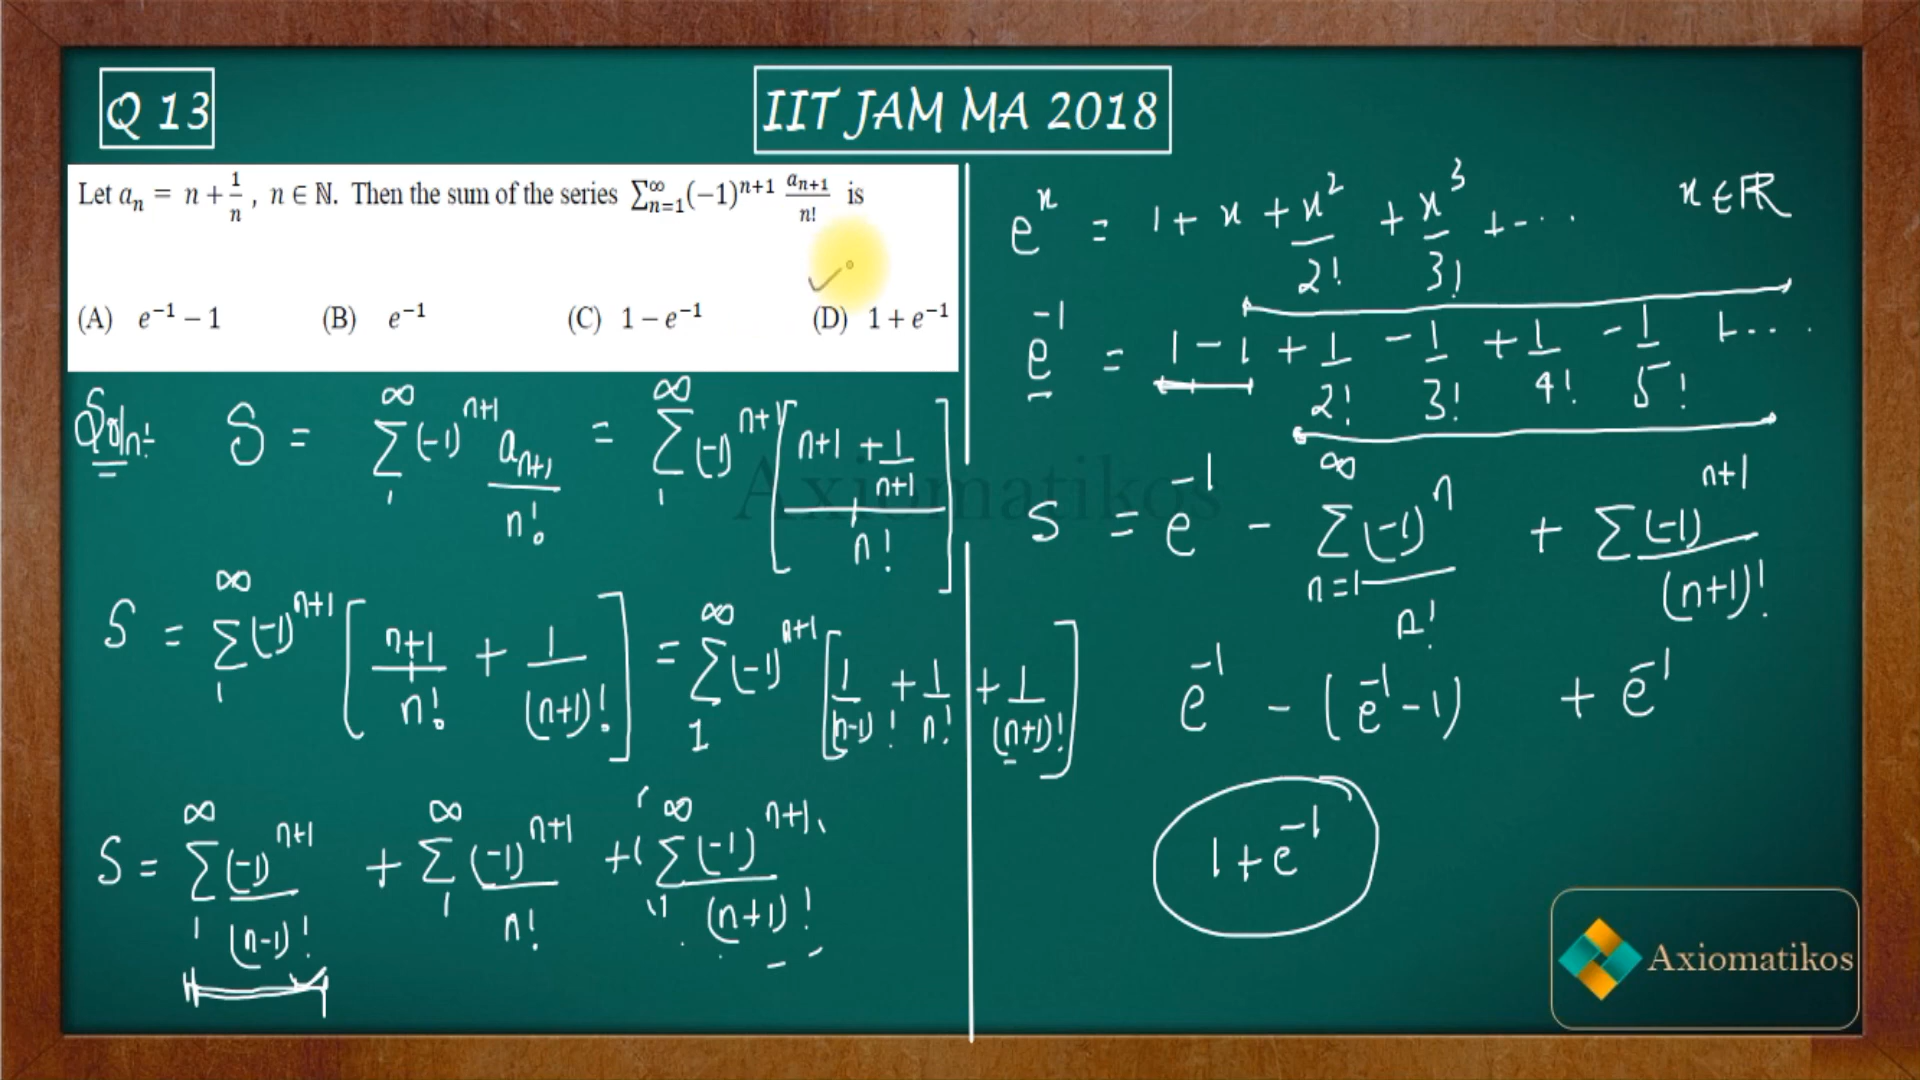 Q 13
IIT JAM MA 2018
Let aₙ = n + 1/n , n ∈ ℕ. Then the sum of the series ∑_{n=1}^{∞} (−1)^{n+1} a_{n+1}/n! is
(A) e⁻¹ − 1 (B) e⁻¹ (C) 1 − e⁻¹ (D) 1 + e⁻¹
Soln:- S = ∑_{1}^{∞} (-1)^{n+1} a_{n+1}/n! = ∑_{1}^{∞} (-1)^{n+1} [(n+1 + 1/(n+1))/n!]
S = ∑_{1}^{∞} (-1)^{n+1} [(n+1)/n! + 1/(n+1)!] = ∑_{1}^{∞} (-1)^{n+1} [1/(n-1)! + 1/n! + 1/(n+1)!]
S = ∑_{1}^{∞} (-1)^{n+1}/(n-1)! + ∑_{1}^{∞} (-1)^{n+1}/n! + ∑_{1}^{∞} (-1)^{n+1}/(n+1)!
e^x = 1 + x + x²/2! + x³/3! + --- x ∈ ℝ
e^{-1} = 1 - 1 + 1/2! - 1/3! + 1/4! - 1/5! + ....
S = e^{-1} - ∑_{n=1}^{∞} (-1)^n/n! + ∑ (-1)^{n+1}/(n+1)!
e^{-1} - (e^{-1} - 1) + e^{-1}
1 + e^{-1}
Axiomatikos
Axiomatikos